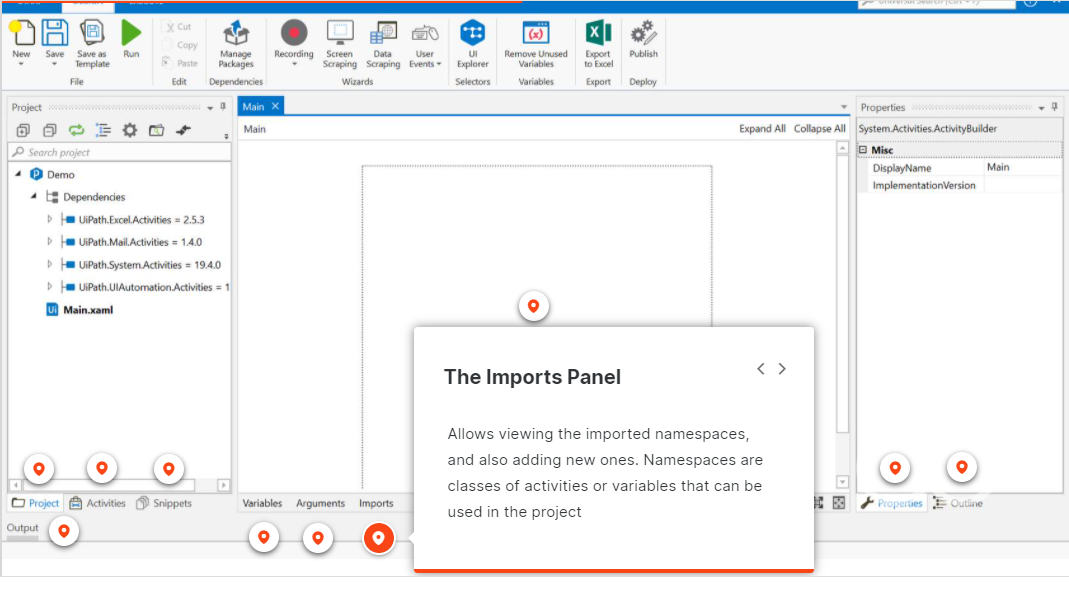 New
Save
Save as Template
Run
Cut
Copy
Paste
Manage Packages
Recording
Screen Scraping
Data Scraping
User Events
UI Explorer
Remove Unused Variables
Export to Excel
Publish
File
Edit
Dependencies
Wizards
Selectors
Variables
Export
Deploy
Project
Search project
Demo
Dependencies
UiPath.Excel.Activities = 2.5.3
UiPath.Mail.Activities = 1.4.0
UiPath.System.Activities = 19.4.0
UiPath.UIAutomation.Activities = 1
Ui Main.xaml
Project
Activities
Snippets
Output
Main
Main
Expand All Collapse All
Variables Arguments Imports
The Imports Panel
Allows viewing the imported namespaces,
and also adding new ones. Namespaces are
classes of activities or variables that can be
used in the project
Properties
System.Activities.ActivityBuilder
Misc
DisplayName Main
ImplementationVersion
Properties
Outline